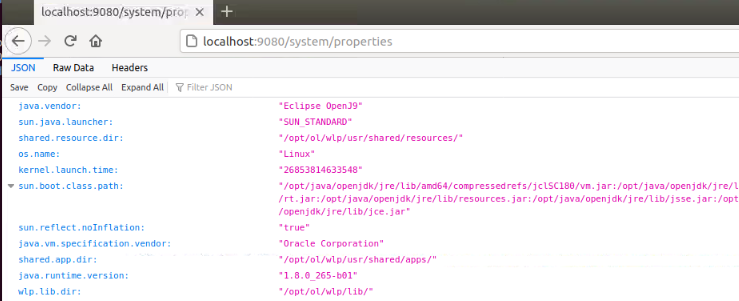 localhost:9080/system/prop
localhost:9080/system/properties
JSON Raw Data Headers
Save Copy Collapse All Expand All Filter JSON
java.vendor: "Eclipse OpenJ9"
sun.java.launcher: "SUN_STANDARD"
shared.resource.dir: "/opt/ol/wlp/usr/shared/resources/"
os.name: "Linux"
kernel.launch.time: "26853814633548"
sun.boot.class.path: "/opt/java/openjdk/jre/lib/amd64/compressedrefs/jclSC180/vm.jar:/opt/java/openjdk/jre/l
/rt.jar:/opt/java/openjdk/jre/lib/resources.jar:/opt/java/openjdk/jre/lib/jsse.jar:/opt
/openjdk/jre/lib/jce.jar"
sun.reflect.noInflation: "true"
java.vm.specification.vendor: "Oracle Corporation"
shared.app.dir: "/opt/ol/wlp/usr/shared/apps/"
java.runtime.version: "1.8.0_265-b01"
wlp.lib.dir: "/opt/ol/wlp/lib/"